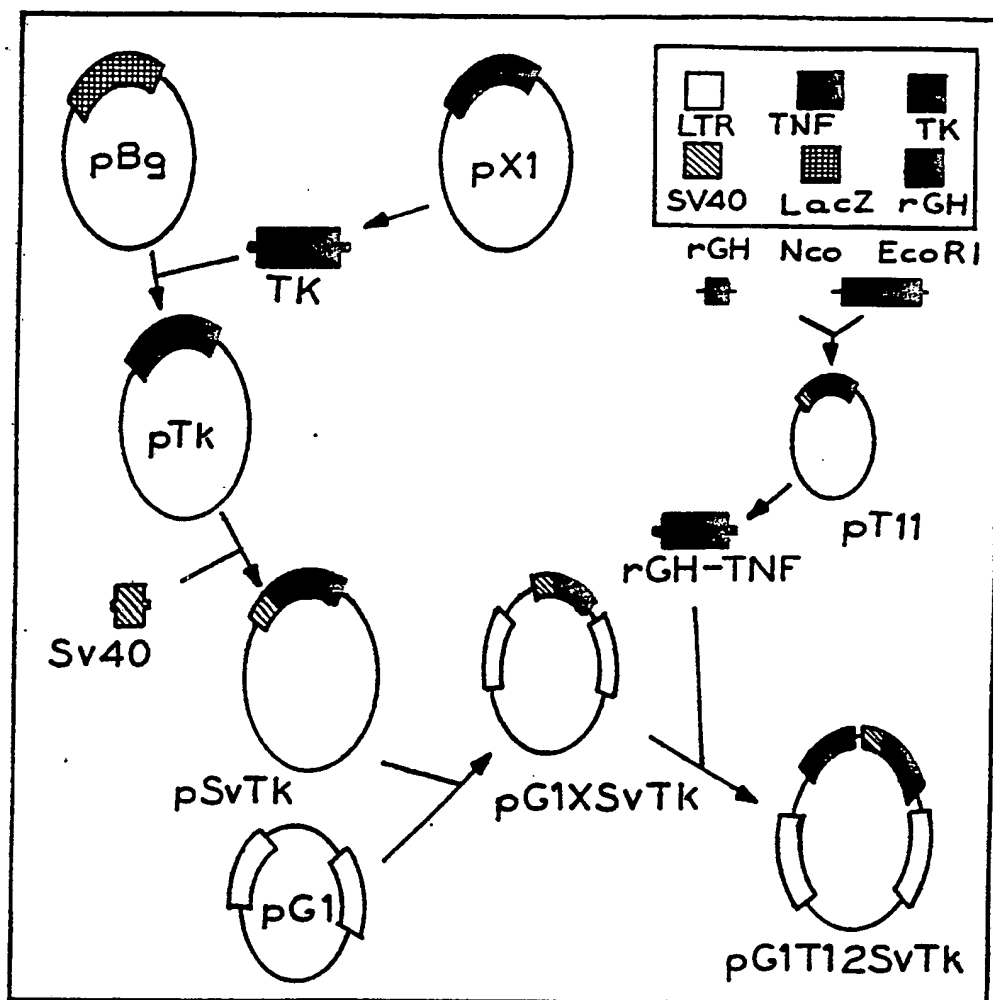 pBg
pX1
LTR TNF TK
SV40 LacZ rGH
rGH Nco EcoRI
TK
pTk
pT11
rGH-TNF
Sv40
pSvTk
pG1XSvTk
pG1
pG1T12SvTk